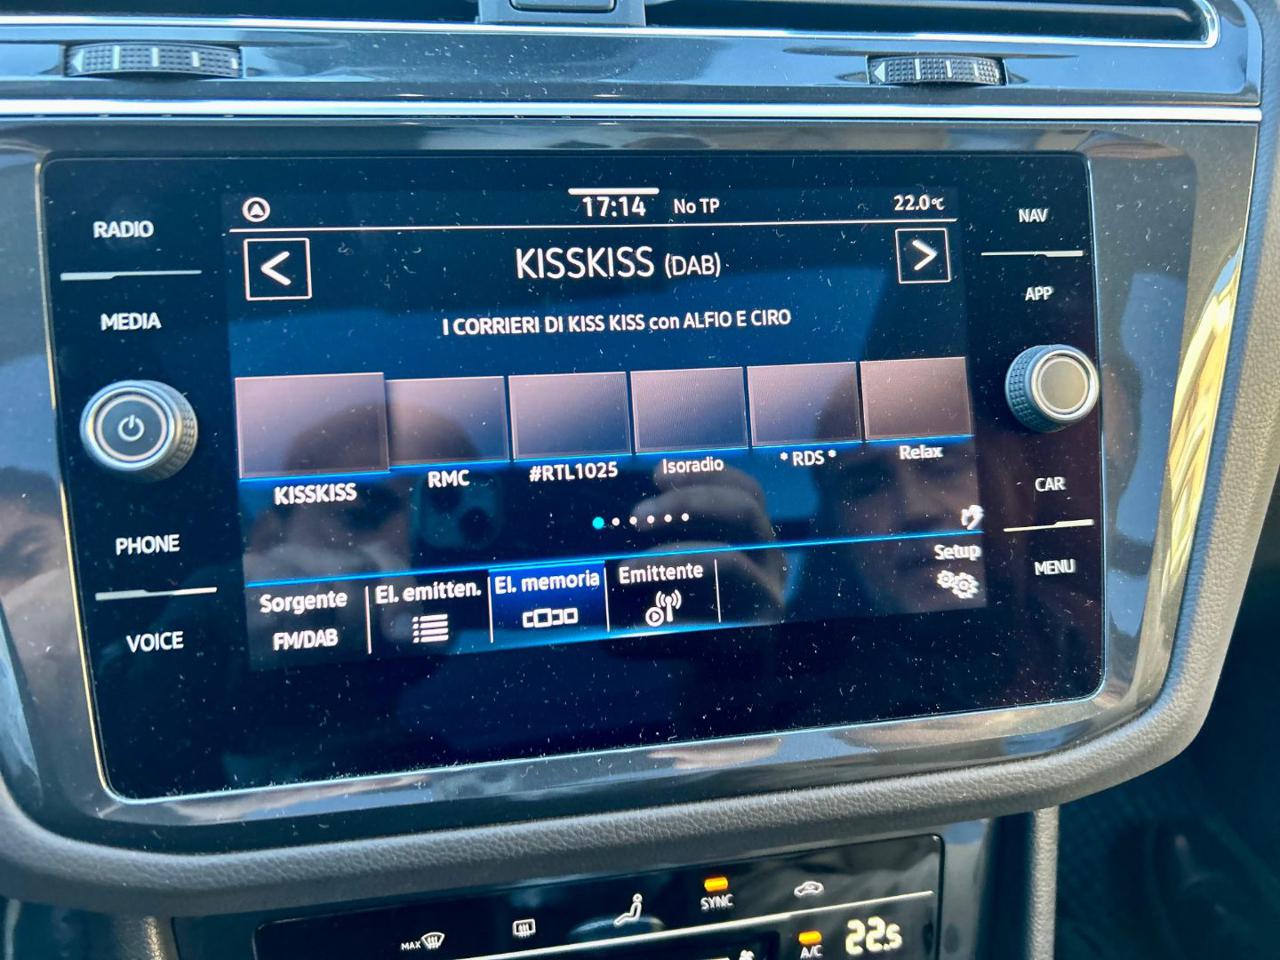 RADIO
MEDIA
PHONE
VOICE
17:14 No TP 22.0°C
< KISSKISS (DAB) >
I CORRIERI DI KISS KISS con ALFIO E CIRO
KISSKISS
RMC
#RTL1025
Isoradio
* RDS *
Relax
Setup
Sorgente
FM/DAB
El. emitten.
El. memoria
Emittente
NAV
APP
CAR
MENU
MAX
SYNC
A/C
22.5